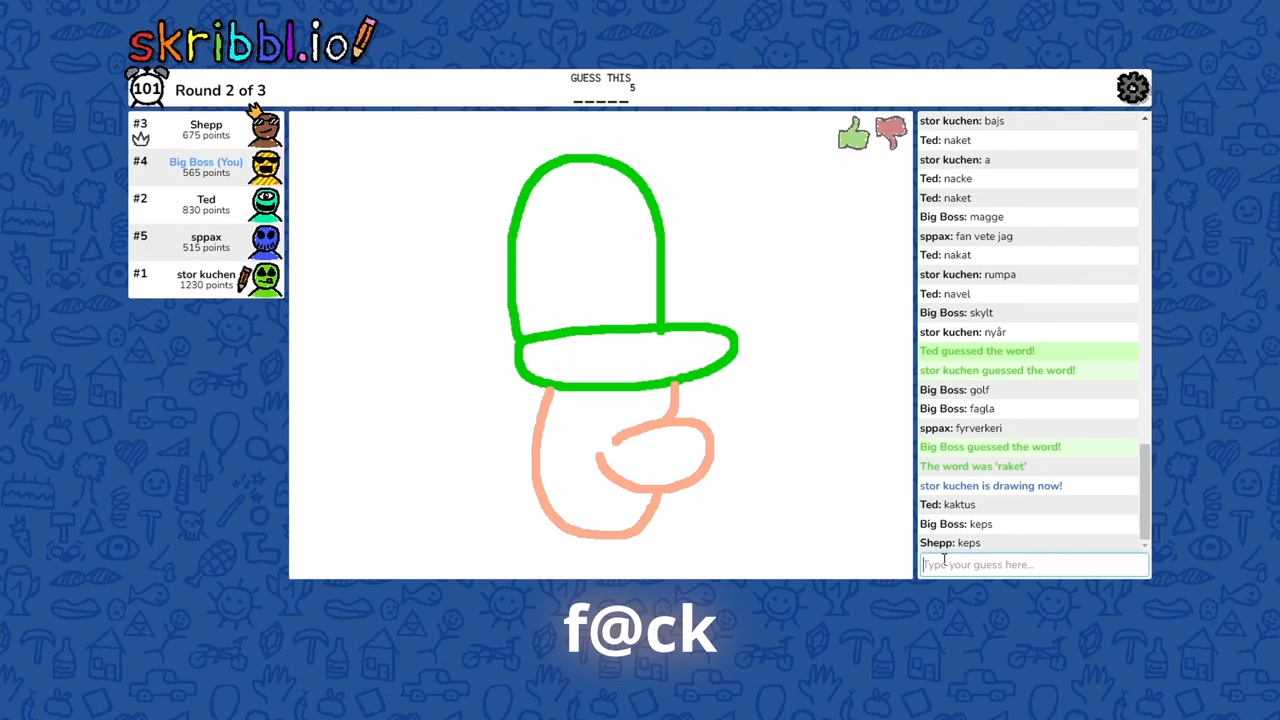 skribbl.io
101
Round 2 of 3
GUESS THIS
_____ 5
#3
Shepp
675 points
#4
Big Boss (You)
565 points
#2
Ted
830 points
#5
sppax
515 points
#1
stor kuchen
1230 points
stor kuchen: bajs
Ted: naket
stor kuchen: a
Ted: nacke
Ted: naket
Big Boss: magge
sppax: fan vete jag
Ted: nakat
stor kuchen: rumpa
Ted: navel
Big Boss: skylt
stor kuchen: nyår
Ted guessed the word!
stor kuchen guessed the word!
Big Boss: golf
Big Boss: fagla
sppax: fyrverkeri
Big Boss guessed the word!
The word was 'raket'
stor kuchen is drawing now!
Ted: kaktus
Big Boss: keps
Shepp: keps
Type your guess here...
f@ck